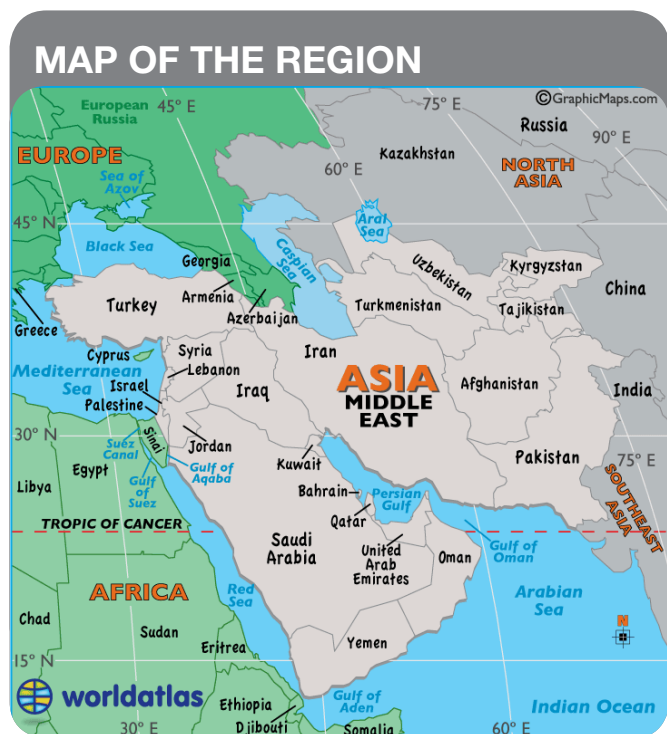 MAP OF THE REGION
©GraphicMaps.com
European
Russia
45° E
75° E
Russia
90° E
EUROPE
Kazakhstan
NORTH
ASIA
60° E
Sea of
Azov
45° N
Aral
Sea
Black Sea
Caspian
Sea
Georgia
Uzbekistan
Kyrgyzstan
China
Armenia
Turkey
Turkmenistan
Tajikistan
Azerbaijan
Greece
Cyprus
Syria
Iran
Mediterranean
Sea
Lebanon
ASIA
MIDDLE
EAST
Afghanistan
Israel
Iraq
India
Palestine
30° N
Sinai
Jordan
Suez
Canal
Kuwait
Pakistan
75° E
Egypt
Gulf of
Aqaba
Libya
Gulf
of
Suez
Bahrain
Persian
Gulf
SOUTHEAST
ASIA
Qatar
TROPIC OF CANCER
Saudi
Arabia
United
Arab
Emirates
Oman
Gulf of
Oman
AFRICA
Red
Sea
Arabian
Sea
N
Chad
Sudan
Eritrea
Yemen
15° N
worldatlas
Ethiopia
Gulf of
Aden
Indian Ocean
30° E
Djibouti
Somalia
60° E